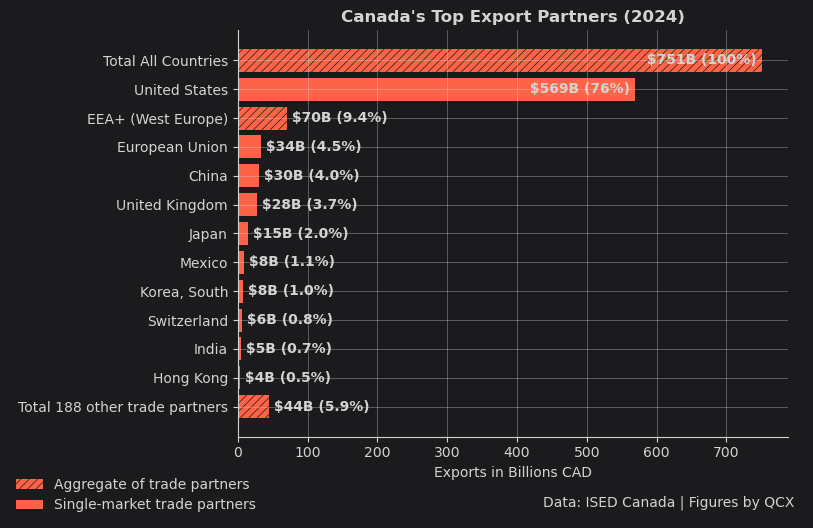 Canada's Top Export Partners (2024)
Total All Countries $751B (100%)
United States $569B (76%)
EEA+ (West Europe) $70B (9.4%)
European Union $34B (4.5%)
China $30B (4.0%)
United Kingdom $28B (3.7%)
Japan $15B (2.0%)
Mexico $8B (1.1%)
Korea, South $8B (1.0%)
Switzerland $6B (0.8%)
India $5B (0.7%)
Hong Kong $4B (0.5%)
Total 188 other trade partners $44B (5.9%)
0 100 200 300 400 500 600 700
Exports in Billions CAD
Aggregate of trade partners
Single-market trade partners
Data: ISED Canada | Figures by QCX